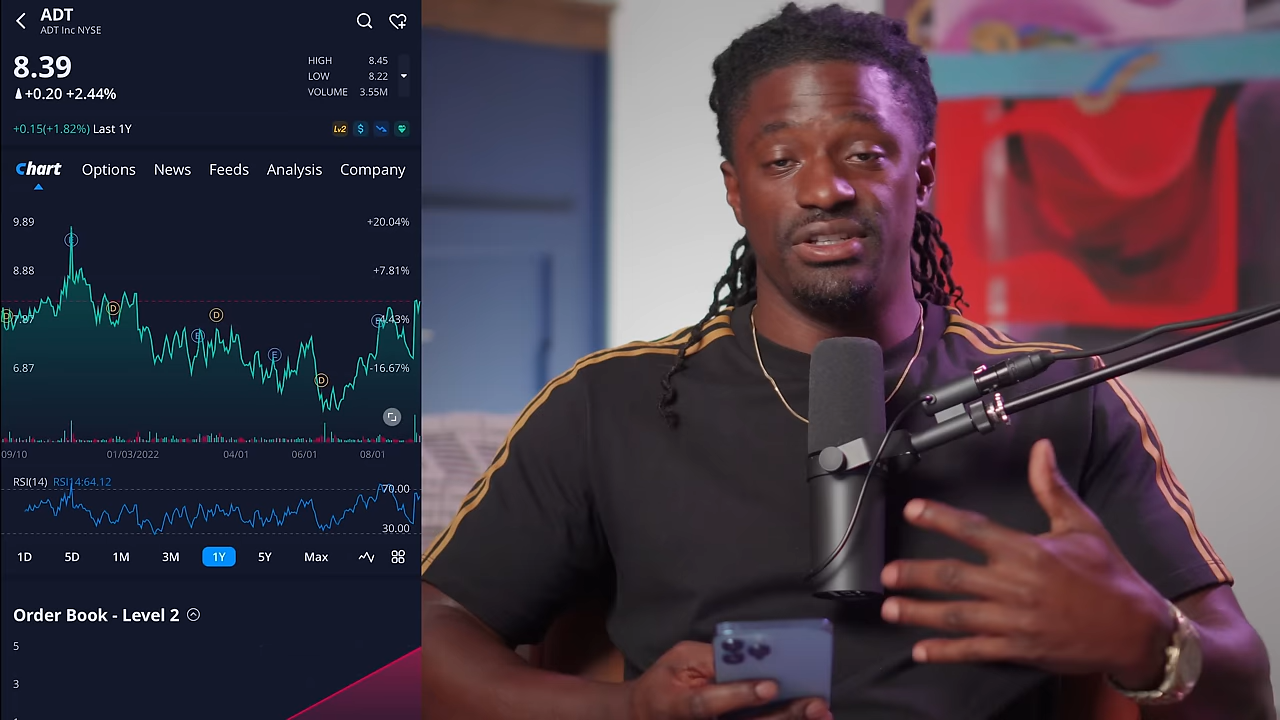 ADT
ADT Inc NYSE
8.39
+0.20 +2.44%
HIGH 8.45
LOW 8.22
VOLUME 3.55M
+0.15(+1.82%) Last 1Y
Lv2 $
Chart Options News Feeds Analysis Company
9.89 +20.04%
8.88 +7.81%
D
E
D
E
D
E
D
6.87 -16.67%
09/10 01/03/2022 04/01 06/01 08/01
RSI(14) RSI14:64.12
70.00
30.00
1D 5D 1M 3M 1Y 5Y Max
Order Book - Level 2
5
3